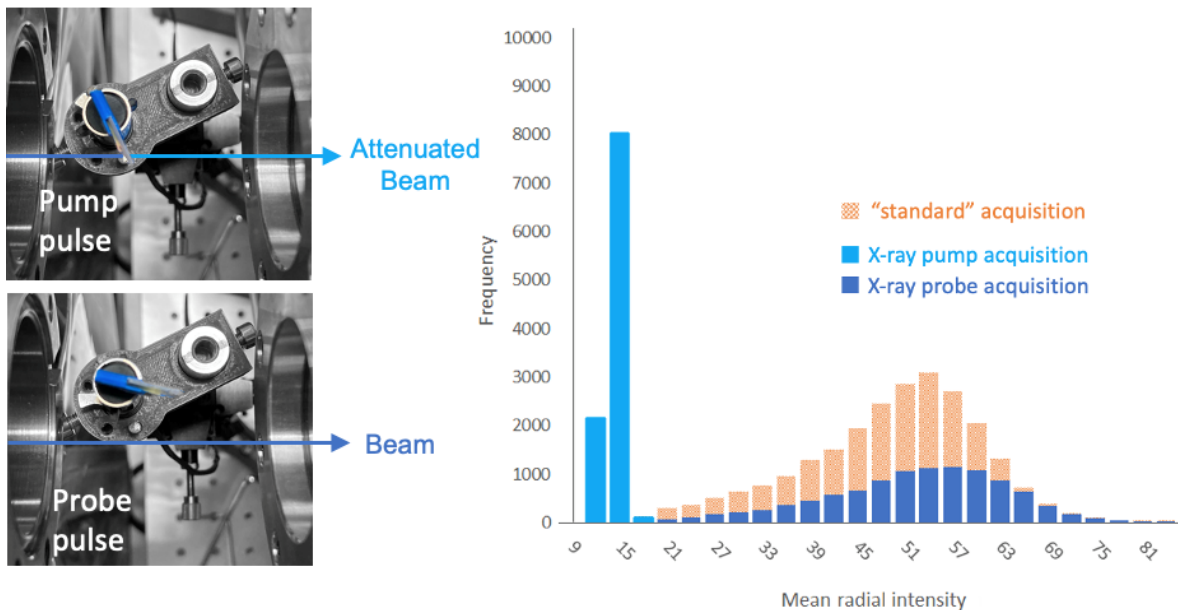 Pump
pulse
Attenuated
Beam
Probe
pulse
Beam
10000
9000
8000
7000
6000
5000
4000
3000
2000
1000
0
Frequency
"standard" acquisition
X-ray pump acquisition
X-ray probe acquisition
9
15
21
27
33
39
45
51
57
63
69
75
81
Mean radial intensity